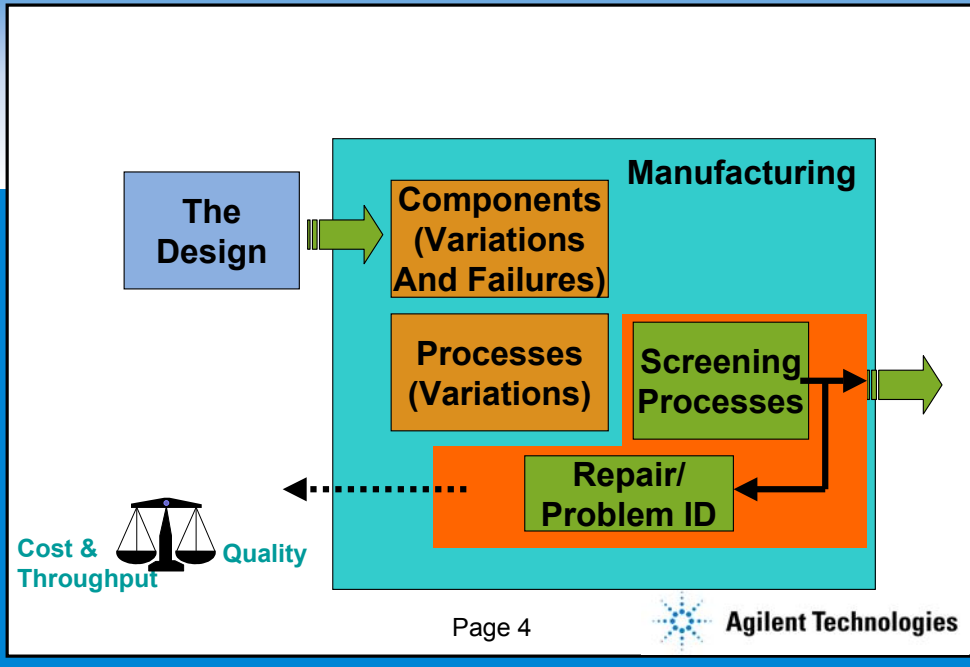 Manufacturing
The
Design
Components
(Variations
And Failures)
Processes
(Variations)
Screening
Processes
Repair/
Problem ID
Cost &
Throughput
Quality
Page 4
Agilent Technologies